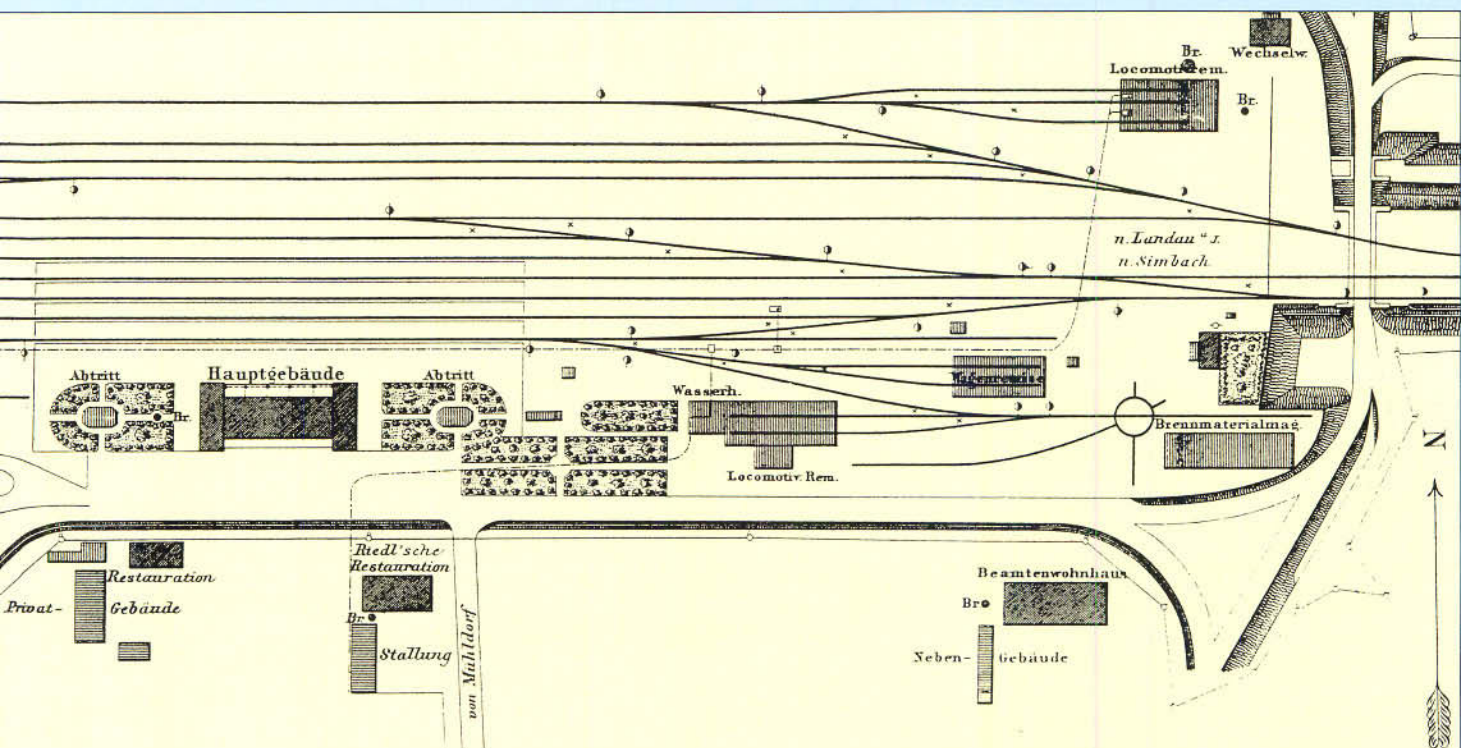 Br.
Wechselw.
Locomotivrem.
Br.
n. Landau a/I.
n. Simbach
Abtritt
Hauptgebäude
Abtritt
Br.
Wasserh.
Wagenremise
Brennmaterialmag.
Locomotiv. Rem.
N
Riedl'sche
Restauration
Restauration
Privat-
Gebäude
Br
Stallung
von Mühldorf
Beamtenwohnhaus
Br
Neben-
Gebäude